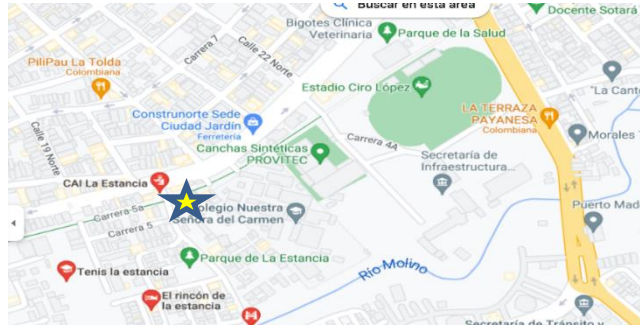 Buscar en esta área
Docente Sotará
Bigotes Clínica
Veterinaria
Parque de la Salud
Carrera 7
Calle 22 Norte
PiliPau La Tolda
Colombiana
Estadio Ciro López
"La Cant
LA TERRAZA
PAYANESA
Colombiana
Construnorte Sede
Ciudad Jardín
Ferretería
Calle 19 Norte
Carrera 4A
Morales
Canchas Sintéticas
PROVITEC
Secretaría de
Infraestructura...
CAI La Estancia
Carrera 5a
Colegio Nuestra
Señora del Carmen
Puerto Mad
Carrera 5
Parque de La Estancia
Río Molino
Tenis la estancia
El rincón de
la estancia
Secretaría de Tránsito y